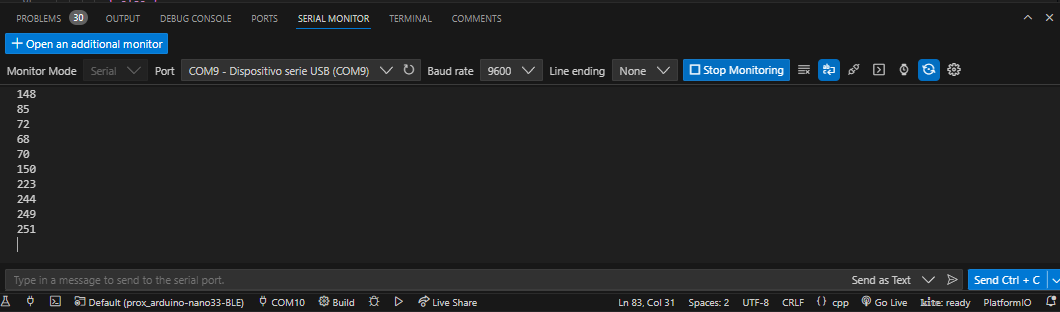 PROBLEMS 30 OUTPUT DEBUG CONSOLE PORTS SERIAL MONITOR TERMINAL COMMENTS
+ Open an additional monitor
Monitor Mode Serial Port COM9 - Dispositivo serie USB (COM9) Baud rate 9600 Line ending None Stop Monitoring
148
85
72
68
70
150
223
244
249
251
Type in a message to send to the serial port. Send as Text Send Ctrl + C
Default (prox_arduino-nano33-BLE) COM10 Build Live Share Ln 83, Col 31 Spaces: 2 UTF-8 CRLF {} cpp Go Live kite: ready PlatformIO